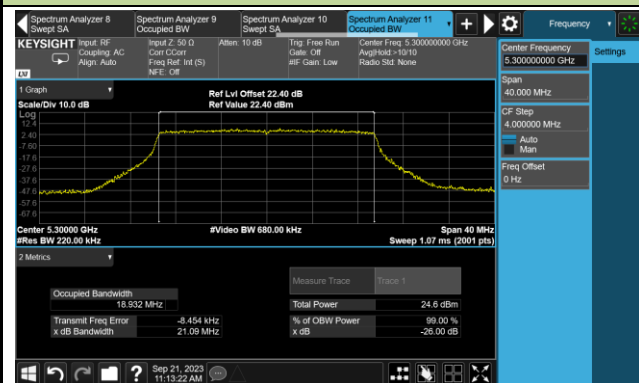 Spectrum Analyzer 8
Swept SA
Spectrum Analyzer 9
Occupied BW
Spectrum Analyzer 10
Swept SA
Spectrum Analyzer 11
Occupied BW
Frequency
KEYSIGHT
Input: RF
Coupling: AC
Align: Auto
Input Z: 50 Ω
Corr CCorr
Freq Ref: Int (S)
NFE: Off
Atten: 10 dB
Trig: Free Run
Gate: Off
#IF Gain: Low
Center Freq: 5.300000000 GHz
Avg|Hold:>10/10
Radio Std: None
LXI
Center Frequency
5.300000000 GHz
Settings
Span
40.000 MHz
CF Step
4.000000 MHz
Auto
Man
Freq Offset
0 Hz
1 Graph
Scale/Div 10.0 dB
Ref Lvl Offset 22.40 dB
Ref Value 22.40 dBm
Log
12.4
2.40
-7.60
-17.6
-27.6
-37.6
-47.6
-57.6
-67.6
Center 5.30000 GHz
#Res BW 220.00 kHz
#Video BW 680.00 kHz
Span 40 MHz
Sweep 1.07 ms (2001 pts)
2 Metrics
Measure Trace
Trace 1
Occupied Bandwidth
18.932 MHz
Total Power
24.6 dBm
Transmit Freq Error
-8.454 kHz
% of OBW Power
99.00 %
x dB Bandwidth
21.09 MHz
x dB
-26.00 dB
?
Sep 21, 2023
11:13:22 AM